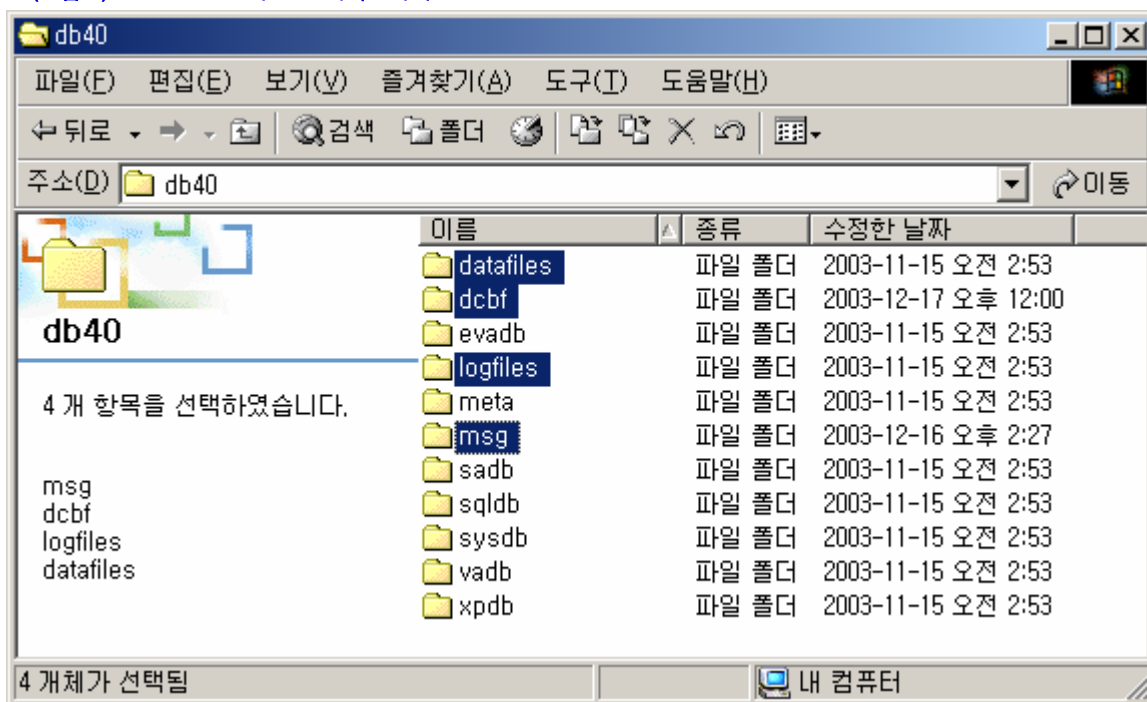 db40
파일(F) 편집(E) 보기(V) 즐겨찾기(A) 도구(T) 도움말(H)
뒤로 검색 폴더
주소(D) db40 이동
이름 종류 수정한 날짜
datafiles 파일 폴더 2003-11-15 오전 2:53
dcbf 파일 폴더 2003-12-17 오후 12:00
evadb 파일 폴더 2003-11-15 오전 2:53
logfiles 파일 폴더 2003-11-15 오전 2:53
meta 파일 폴더 2003-11-15 오전 2:53
msg 파일 폴더 2003-12-16 오후 2:27
sadb 파일 폴더 2003-11-15 오전 2:53
sqldb 파일 폴더 2003-11-15 오전 2:53
sysdb 파일 폴더 2003-11-15 오전 2:53
vadb 파일 폴더 2003-11-15 오전 2:53
xpdb 파일 폴더 2003-11-15 오전 2:53
db40
4 개 항목을 선택하였습니다.
msg
dcbf
logfiles
datafiles
4 개체가 선택됨 내 컴퓨터